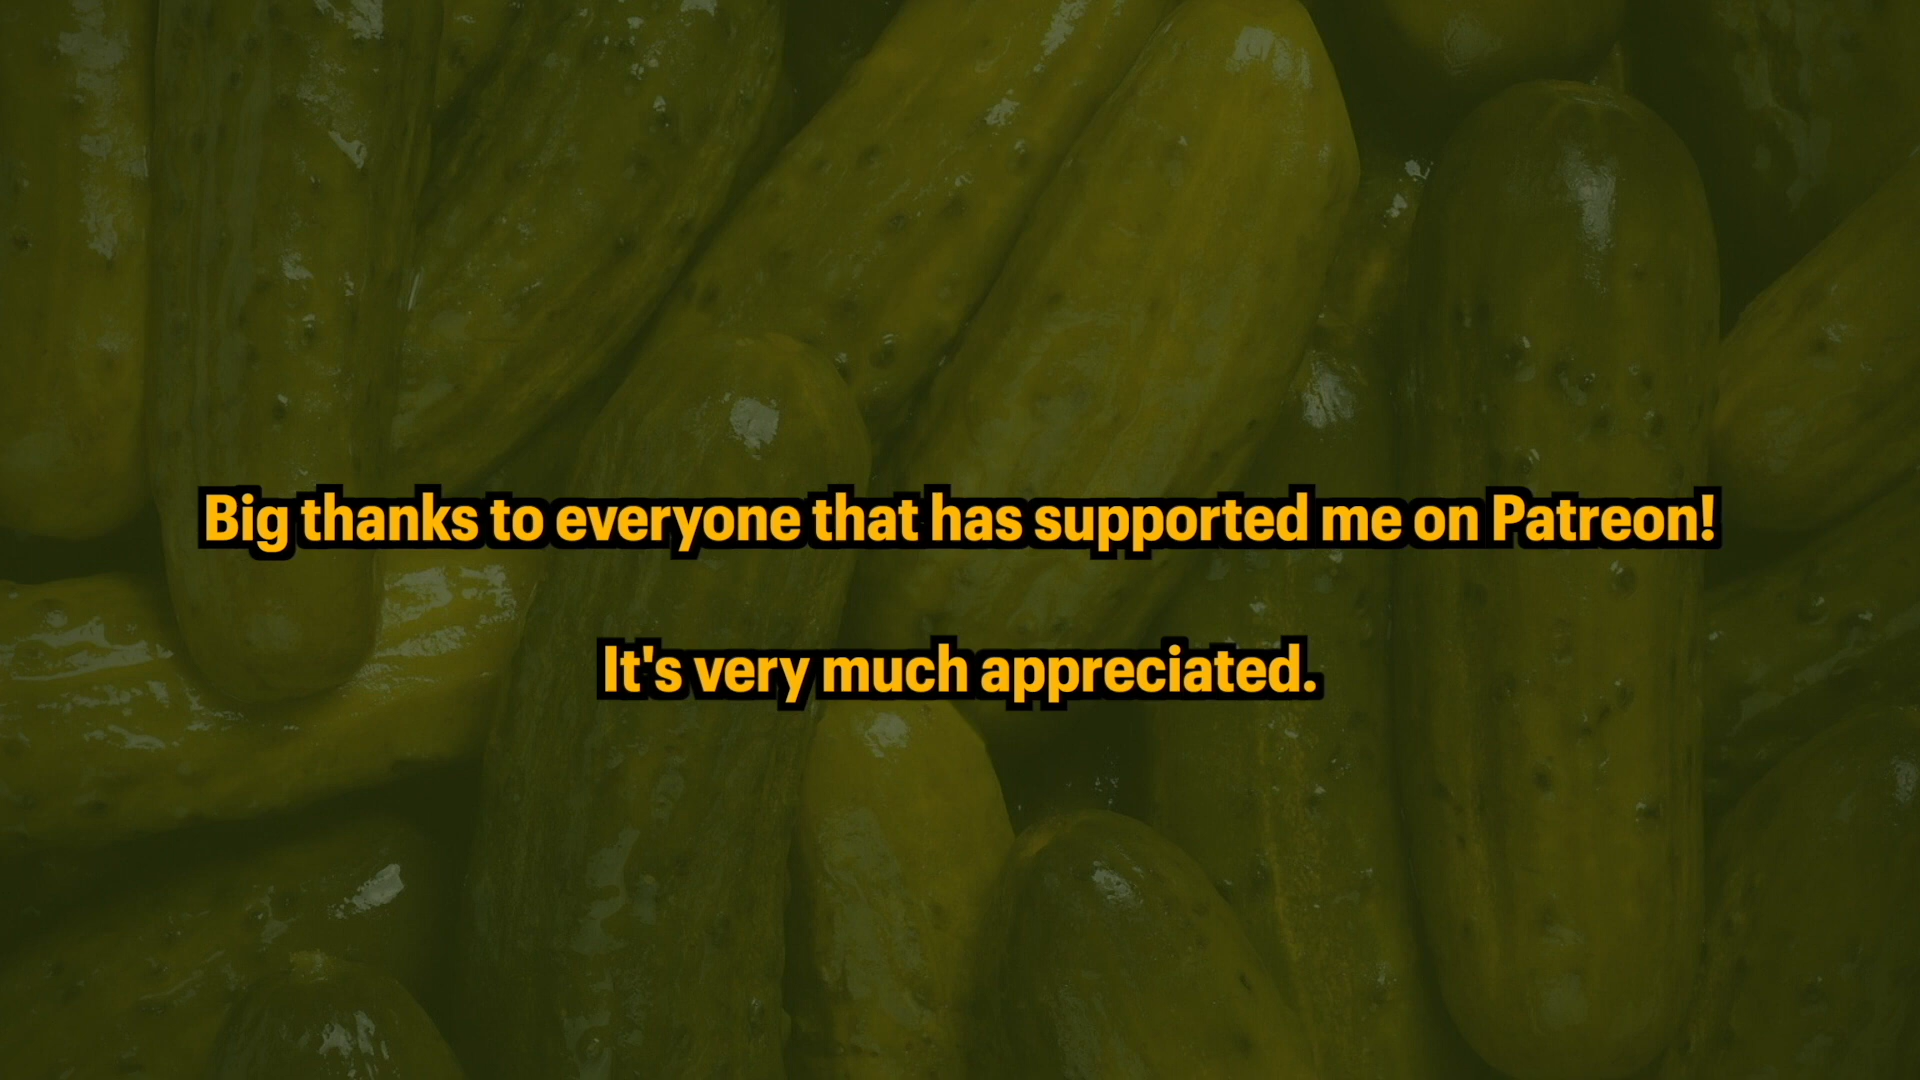 Big thanks to everyone that has supported me on Patreon!
It's very much appreciated.